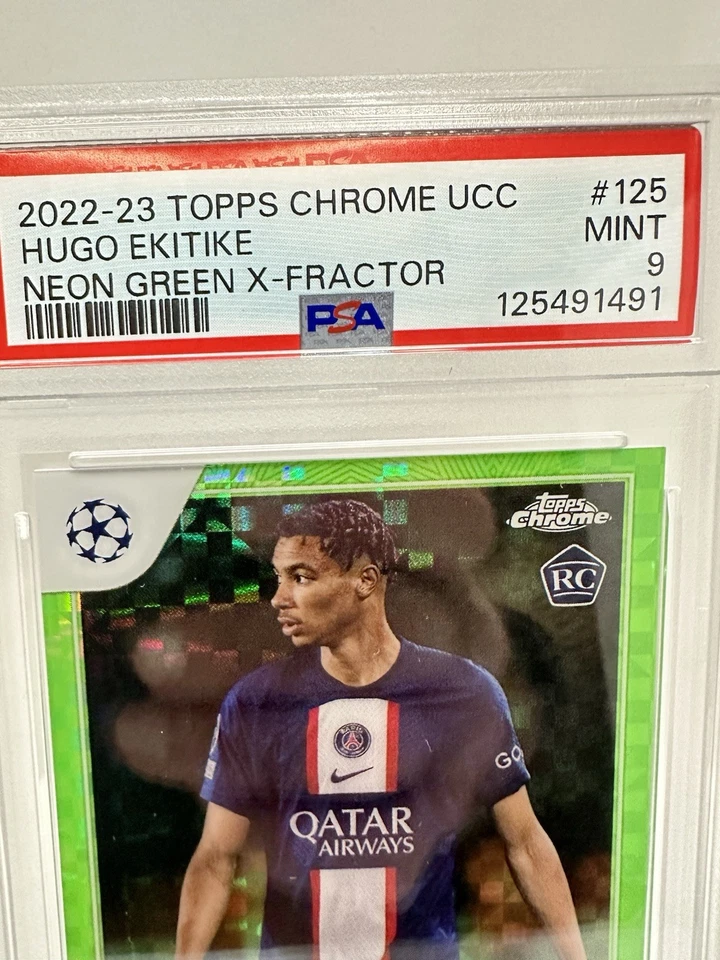 2022-23 TOPPS CHROME UCC #125
HUGO EKITIKE MINT
NEON GREEN X-FRACTOR 9
PSA 125491491
topps
Chrome
RC
GO
QATAR
AIRWAYS